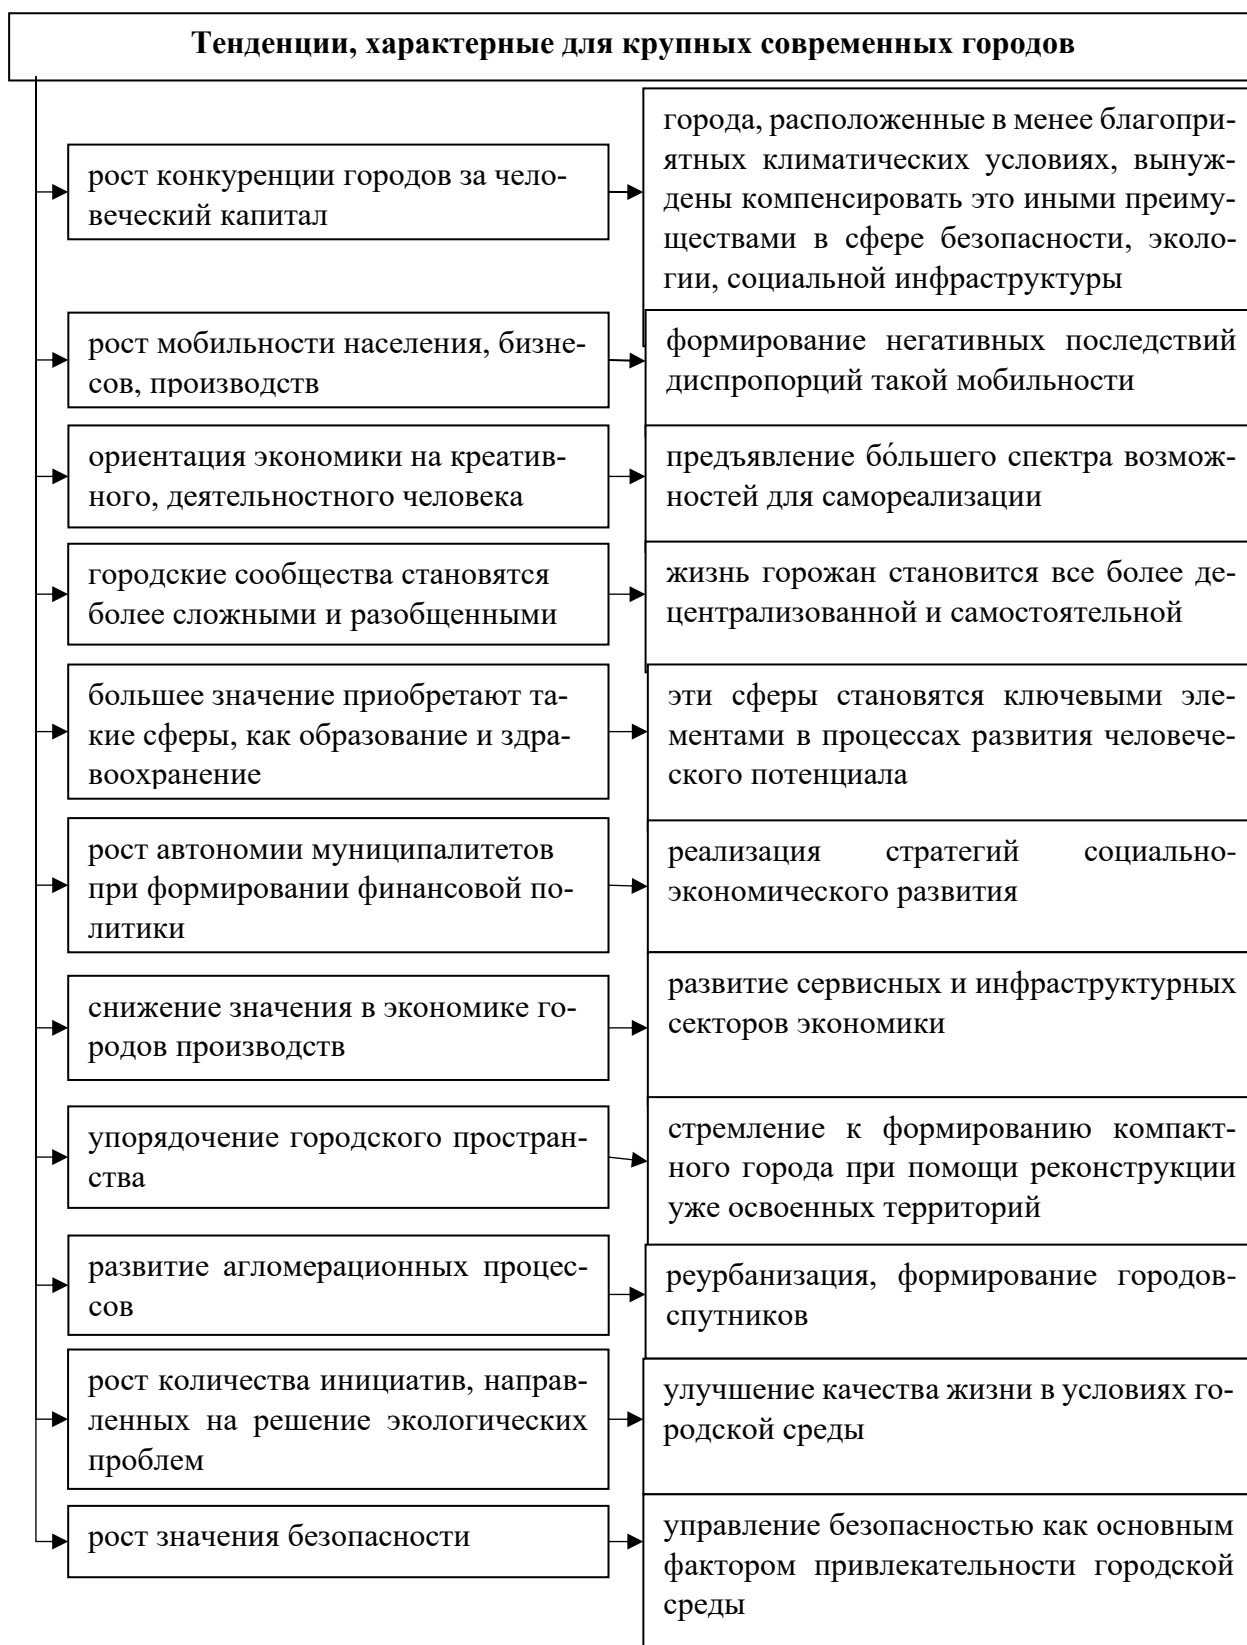 Тенденции, характерные для крупных современных городов
рост конкуренции городов за чело-
веческий капитал
города, расположенные в менее благопри-
ятных климатических условиях, вынуж-
дены компенсировать это иными преиму-
ществами в сфере безопасности, эколо-
гии, социальной инфраструктуры
рост мобильности населения, бизне-
сов, производств
формирование негативных последствий
диспропорций такой мобильности
ориентация экономики на креатив-
ного, деятельностного человека
предъявление бо́льшего спектра возмож-
ностей для самореализации
городские сообщества становятся
более сложными и разобщенными
жизнь горожан становится все более де-
централизованной и самостоятельной
большее значение приобретают та-
кие сферы, как образование и здра-
воохранение
эти сферы становятся ключевыми эле-
ментами в процессах развития человече-
ского потенциала
рост автономии муниципалитетов
при формировании финансовой по-
литики
реализация стратегий социально-
экономического развития
снижение значения в экономике го-
родов производств
развитие сервисных и инфраструктурных
секторов экономики
упорядочение городского простран-
ства
стремление к формированию компакт-
ного города при помощи реконструкции
уже освоенных территорий
развитие агломерационных процес-
сов
реурбанизация, формирование городов-
спутников
рост количества инициатив, направ-
ленных на решение экологических
проблем
улучшение качества жизни в условиях го-
родской среды
рост значения безопасности
управление безопасностью как основным
фактором привлекательности городской
среды